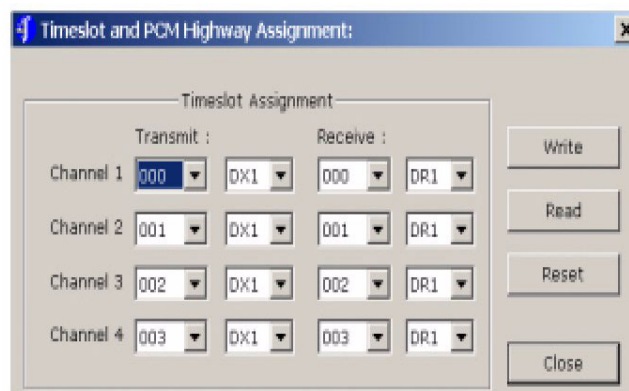 Timeslot and PCM Highway Assignment:
Timeslot Assignment
Transmit : Receive :
Channel 1 000 DX1 000 DR1
Channel 2 001 DX1 001 DR1
Channel 3 002 DX1 002 DR1
Channel 4 003 DX1 003 DR1
Write
Read
Reset
Close